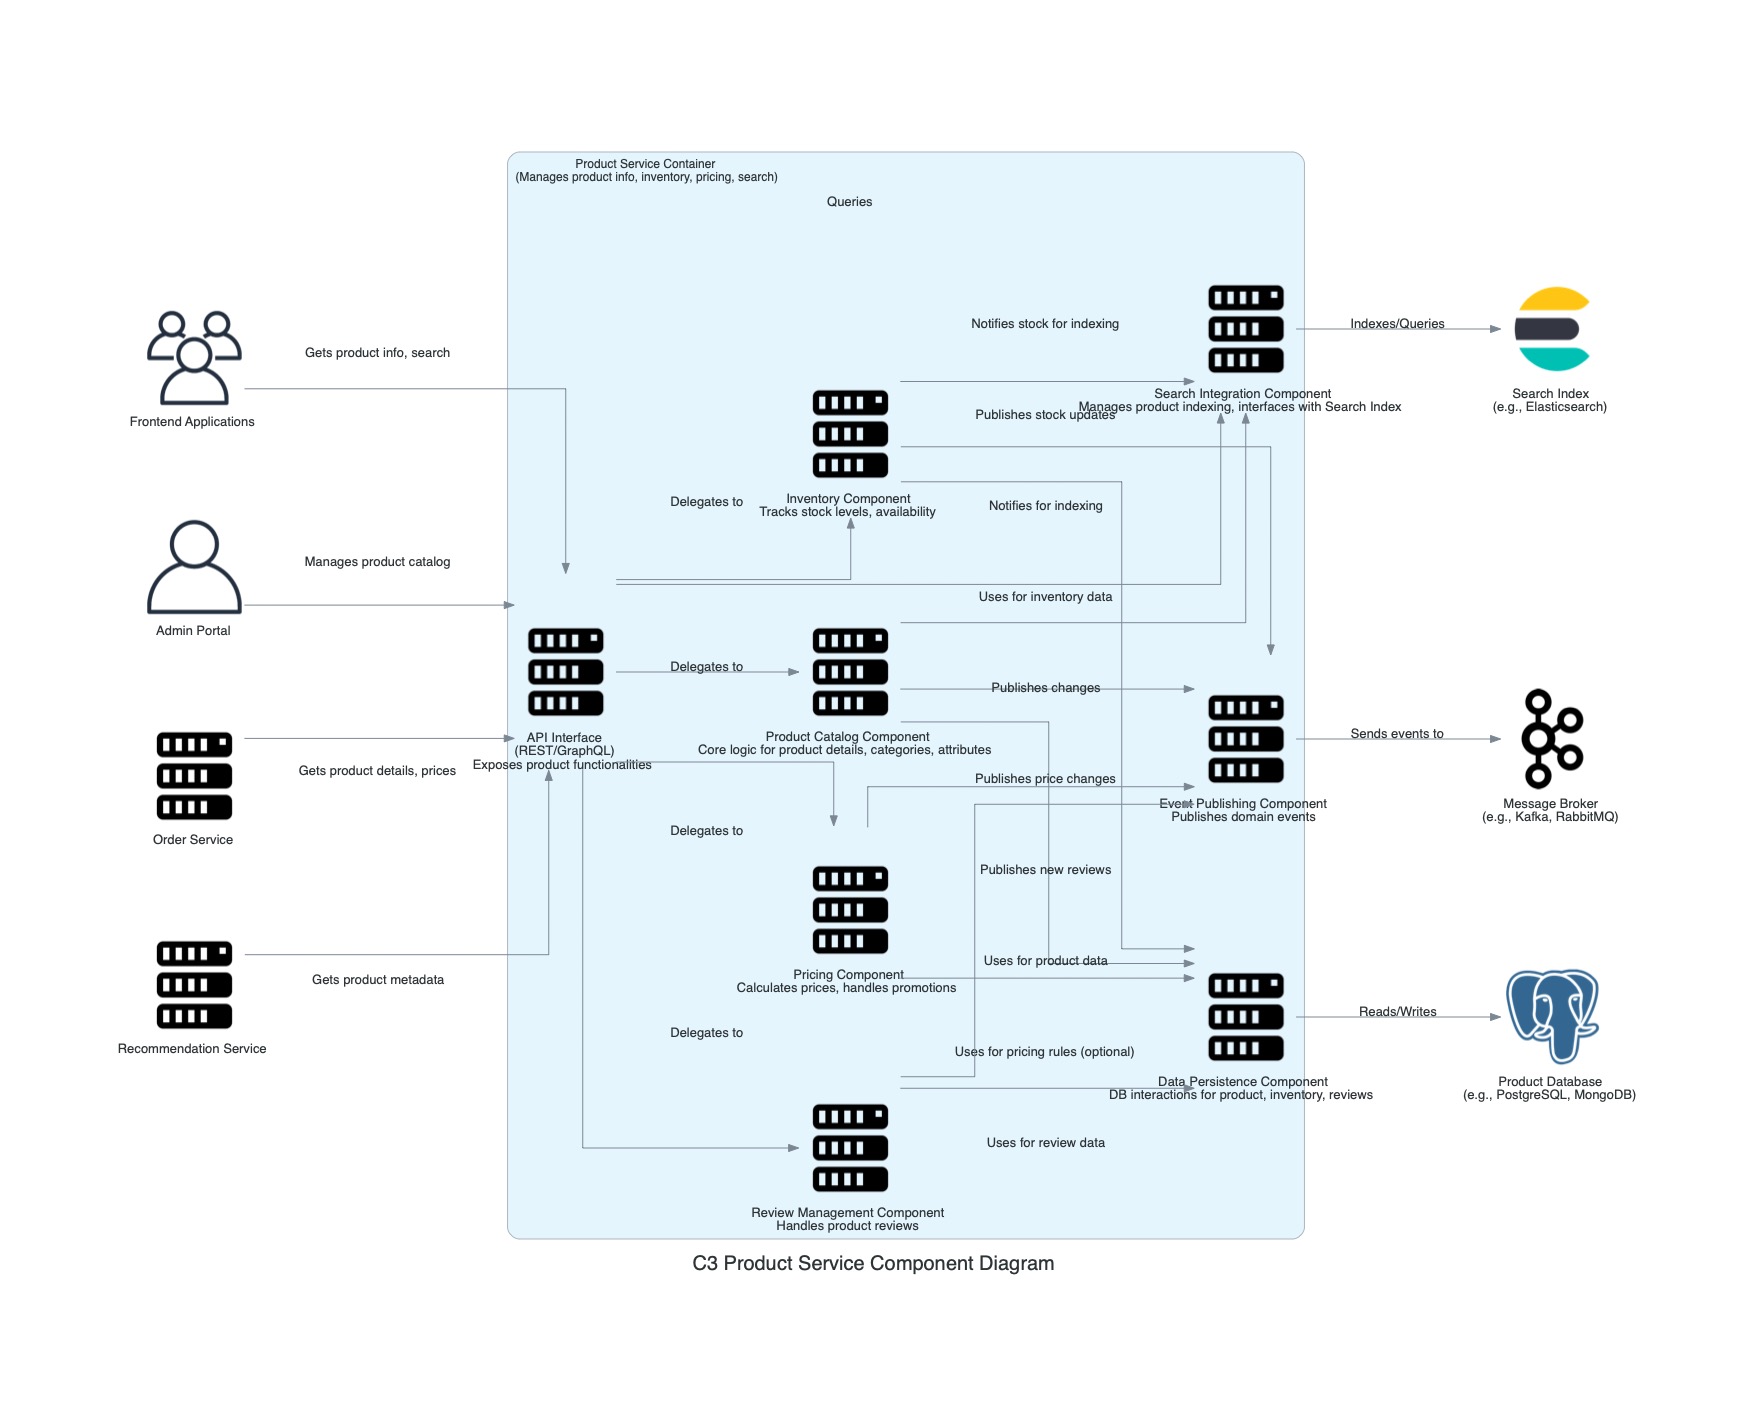 Product Service Container
(Manages product info, inventory, pricing, search)
Queries
Notifies stock for indexing
Indexes/Queries
Gets product info, search
Search Integration Component
Manages product indexing, interfaces with Search Index
Search Index
(e.g., Elasticsearch)
Publishes stock updates
Frontend Applications
Delegates to
Inventory Component
Tracks stock levels, availability
Notifies for indexing
Manages product catalog
Uses for inventory data
Admin Portal
Delegates to
Publishes changes
API Interface
(REST/GraphQL)
Exposes product functionalities
Product Catalog Component
Core logic for product details, categories, attributes
Sends events to
Gets product details, prices
Publishes price changes
Event Publishing Component
Publishes domain events
Message Broker
(e.g., Kafka, RabbitMQ)
Order Service
Delegates to
Publishes new reviews
Uses for product data
Gets product metadata
Pricing Component
Calculates prices, handles promotions
Reads/Writes
Delegates to
Recommendation Service
Uses for pricing rules (optional)
Data Persistence Component
DB interactions for product, inventory, reviews
Product Database
(e.g., PostgreSQL, MongoDB)
Uses for review data
Review Management Component
Handles product reviews
C3 Product Service Component Diagram